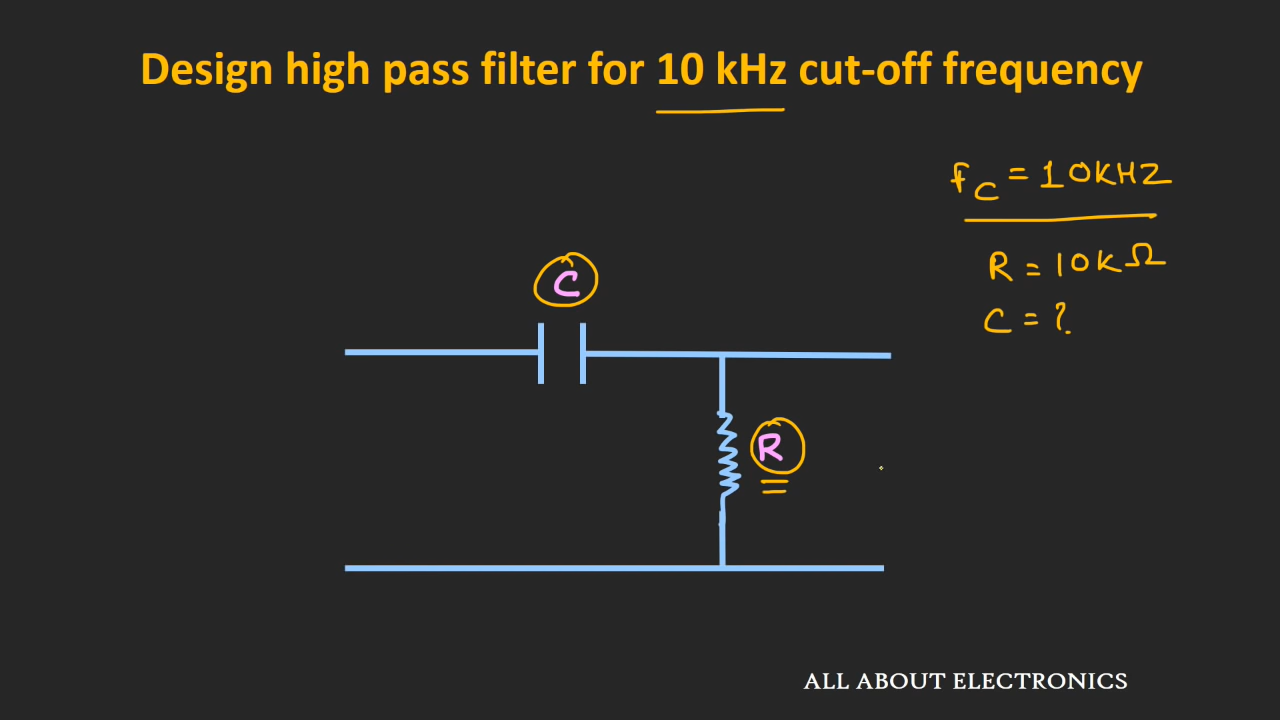 Design high pass filter for 10 kHz cut-off frequency
fC = 10KHZ
R = 10KΩ
C = ?
C
R
ALL ABOUT ELECTRONICS